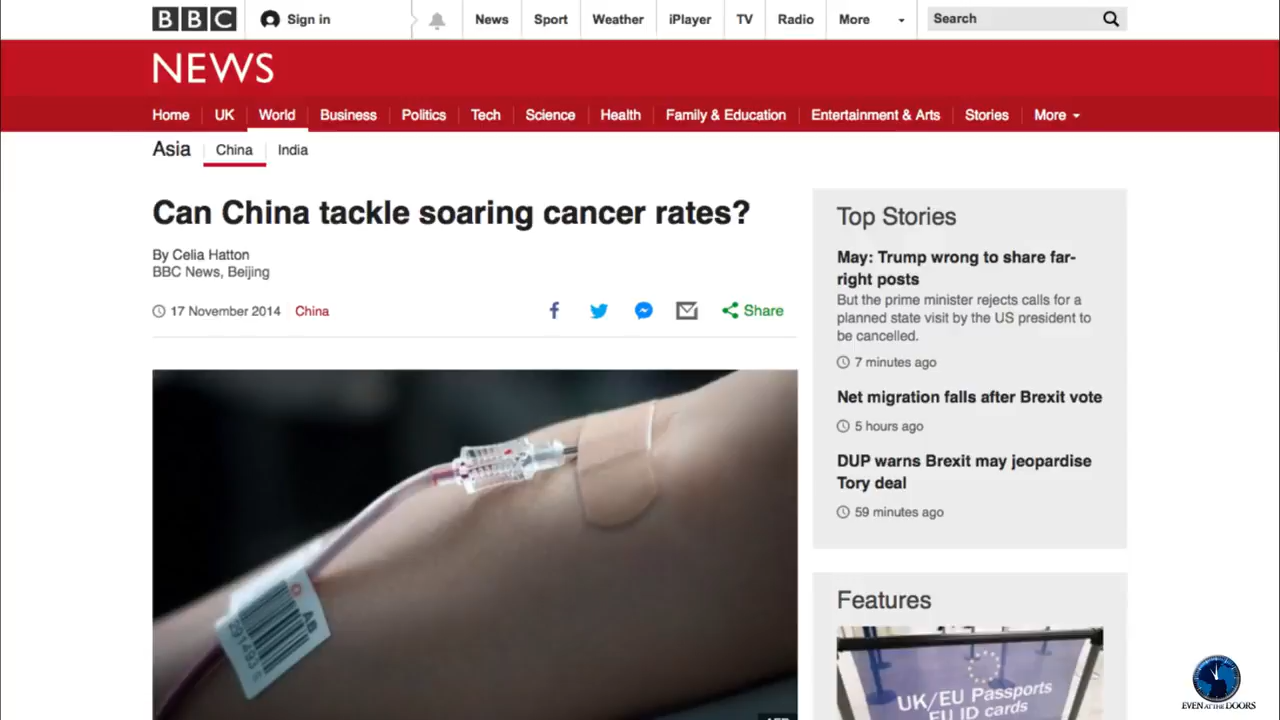 BBC
Sign in
News
Sport
Weather
iPlayer
TV
Radio
More
Search
NEWS
Home
UK
World
Business
Politics
Tech
Science
Health
Family & Education
Entertainment & Arts
Stories
More
Asia
China
India
Can China tackle soaring cancer rates?
By Celia Hatton
BBC News, Beijing
17 November 2014
China
Share
AB
Top Stories
May: Trump wrong to share far-
right posts
But the prime minister rejects calls for a
planned state visit by the US president to
be cancelled.
7 minutes ago
Net migration falls after Brexit vote
5 hours ago
DUP warns Brexit may jeopardise
Tory deal
59 minutes ago
Features
UK/EU Passports
EU ID cards
EVEN AT THE DOORS